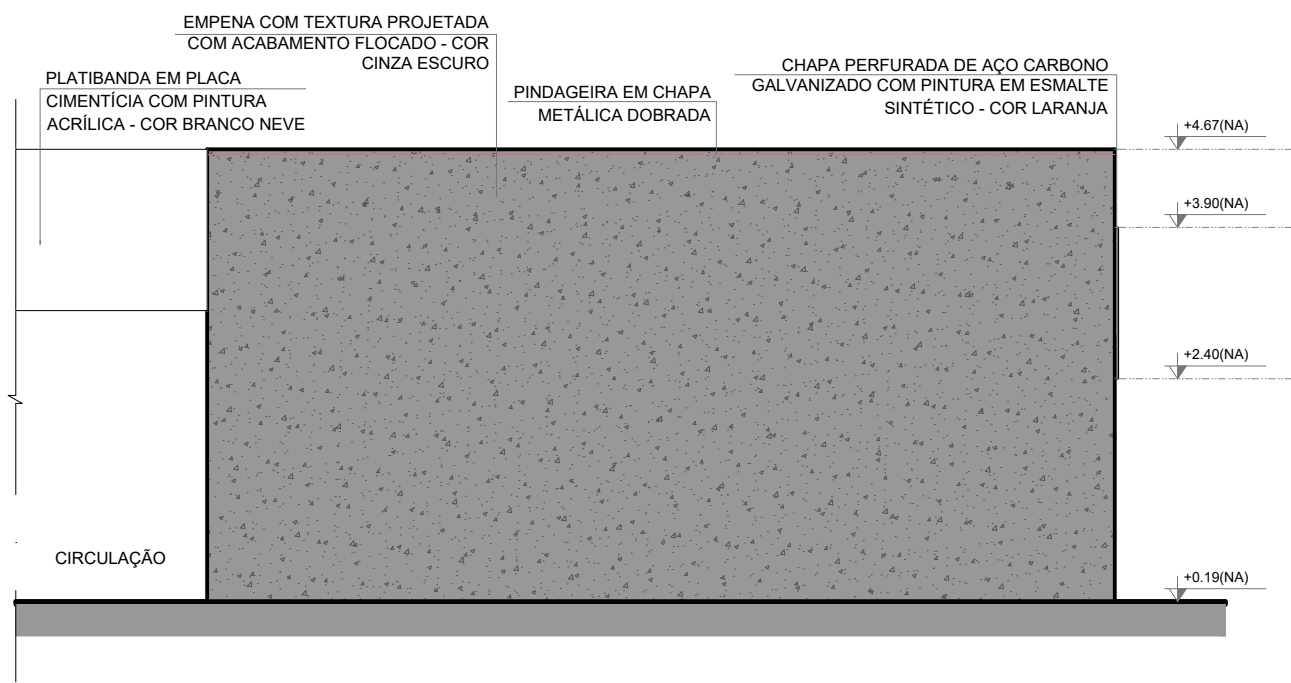 EMPENA COM TEXTURA PROJETADA
COM ACABAMENTO FLOCADO - COR
CINZA ESCURO
PLATIBANDA EM PLACA
CIMENTÍCIA COM PINTURA
ACRÍLICA - COR BRANCO NEVE
PINDAGEIRA EM CHAPA
METÁLICA DOBRADA
CHAPA PERFURADA DE AÇO CARBONO
GALVANIZADO COM PINTURA EM ESMALTE
SINTÉTICO - COR LARANJA
+4.67(NA)
+3.90(NA)
+2.40(NA)
CIRCULAÇÃO
+0.19(NA)